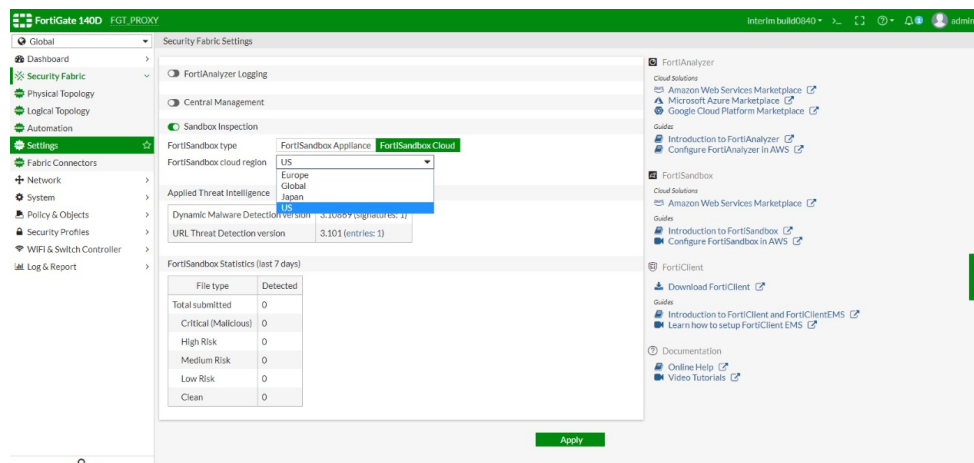 FortiGate 140D FGT_PROXY
Interim build0840
admin
Global
Dashboard
Security Fabric
Physical Topology
Logical Topology
Automation
Settings
Fabric Connectors
Network
System
Policy & Objects
Security Profiles
WiFi & Switch Controller
Log & Report
Security Fabric Settings
FortiAnalyzer Logging
Central Management
Sandbox Inspection
FortiSandbox type FortiSandbox Appliance FortiSandbox Cloud
FortiSandbox cloud region US
Europe
Global
Japan
US
Applied Threat Intelligence
Dynamic Malware Detection version 3.10869 (signatures: 1)
URL Threat Detection version 3.101 (entries: 1)
FortiSandbox Statistics (last 7 days)
File type Detected
Total submitted 0
Critical (Malicious) 0
High Risk 0
Medium Risk 0
Low Risk 0
Clean 0
Apply
FortiAnalyzer
Cloud Solutions
Amazon Web Services Marketplace
Microsoft Azure Marketplace
Google Cloud Platform Marketplace
Guides
Introduction to FortiAnalyzer
Configure FortiAnalyzer in AWS
FortiSandbox
Cloud Solutions
Amazon Web Services Marketplace
Guides
Introduction to FortiSandbox
Configure FortiSandbox in AWS
FortiClient
Download FortiClient
Guides
Introduction to FortiClient and FortiClientEMS
Learn how to setup FortiClient EMS
Documentation
Online Help
Video Tutorials